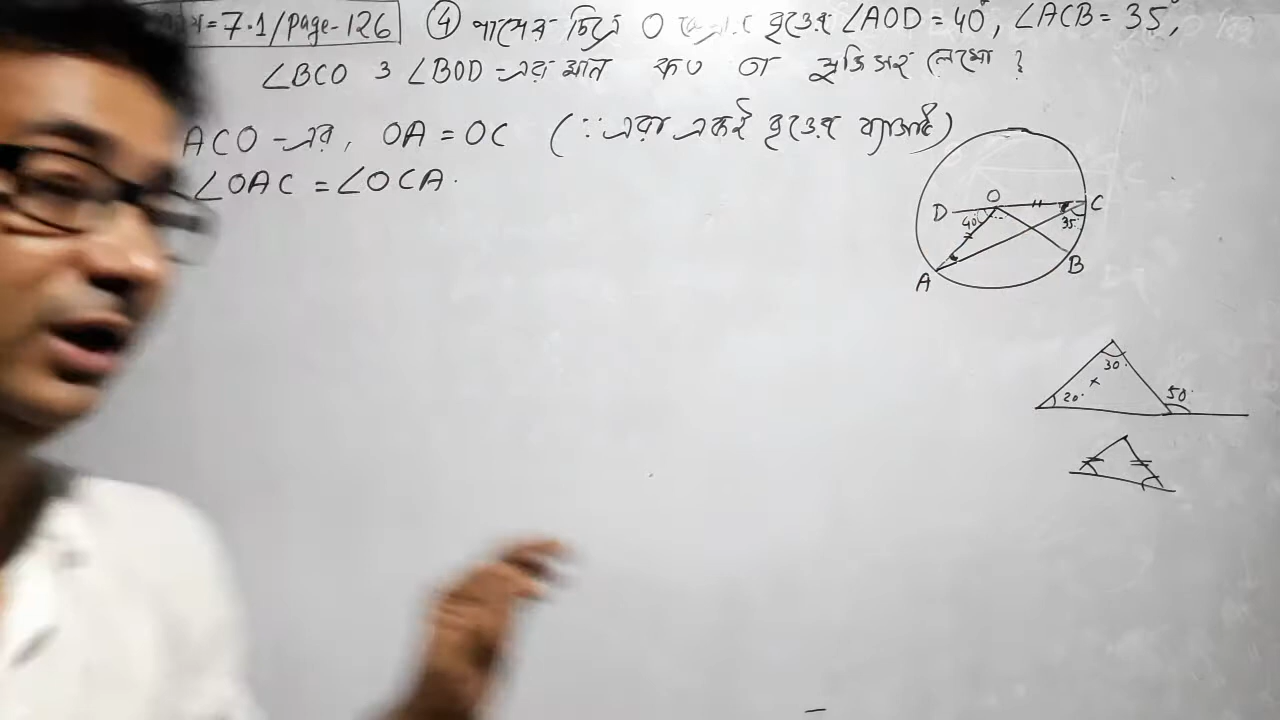 =7.1/Page-126 ④ পাশের চিত্রে O কেন্দ্রীয় বৃত্তের ∠AOD = 40°, ∠ACB = 35°,
∠BCO ও ∠BOD -এর মান কত তা যুক্তিসহ লেখো ?
ACO -এর, OA = OC (∵ এরা একই বৃত্তের ব্যাসার্ধ)
∠OAC = ∠OCA.
O
D
C
40°
35°
B
A
30°
20°
50°